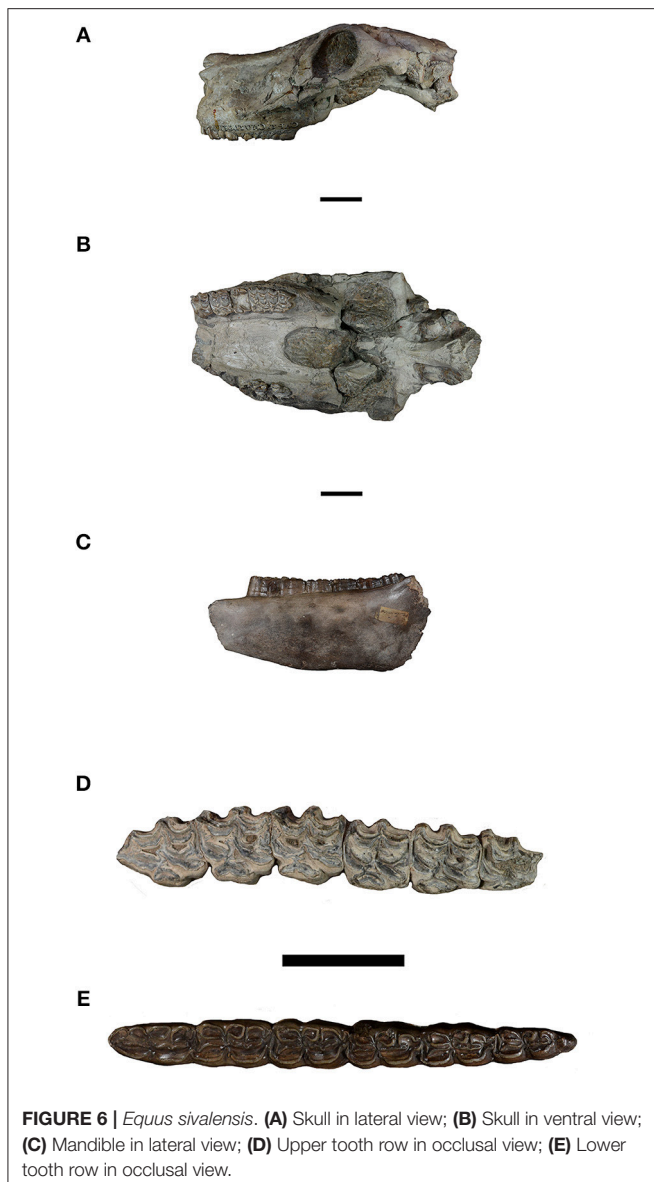 A
B
C
D
E
FIGURE 6 | Equus sivalensis. (A) Skull in lateral view; (B) Skull in ventral view;
(C) Mandible in lateral view; (D) Upper tooth row in occlusal view; (E) Lower
tooth row in occlusal view.